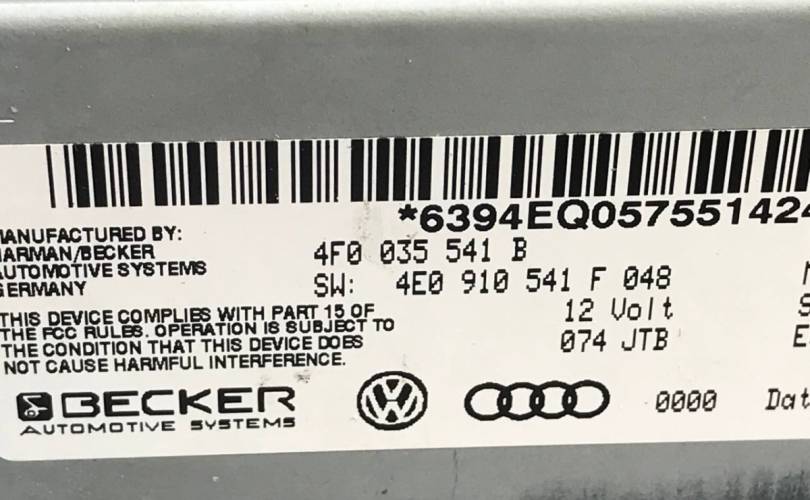 *6394EQ057551424
MANUFACTURED BY:
HARMAN/BECKER
AUTOMOTIVE SYSTEMS
GERMANY
4F0 035 541 B
SW: 4E0 910 541 F 048
12 Volt
074 JTB
THIS DEVICE COMPLIES WITH PART 15 OF
THE FCC RULES. OPERATION IS SUBJECT TO
THE CONDITION THAT THIS DEVICE DOES
NOT CAUSE HARMFUL INTERFERENCE.
BECKER
AUTOMOTIVE SYSTEMS
0000 Dat